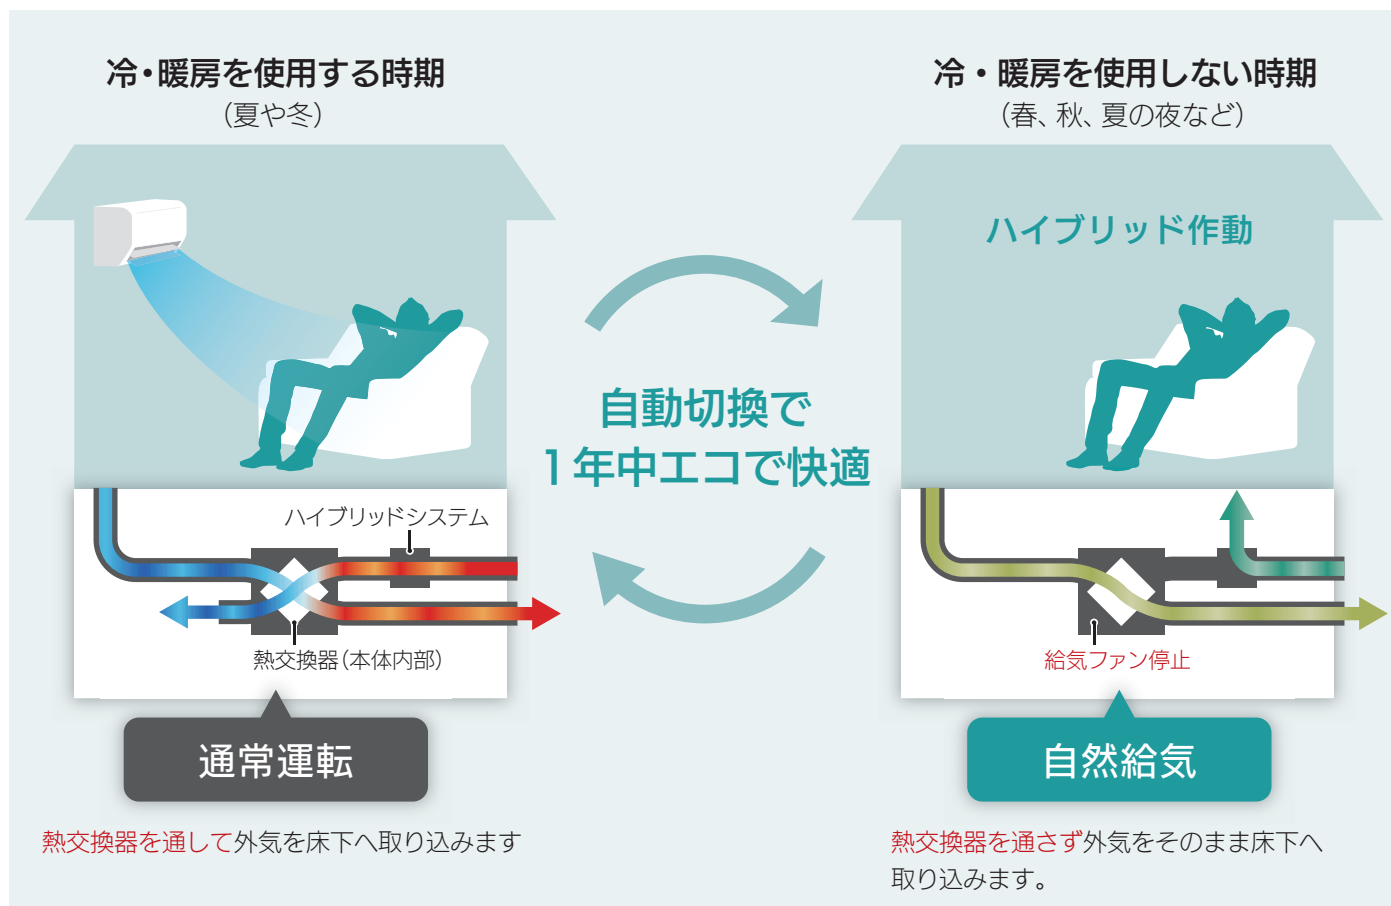 冷・暖房を使用する時期
（夏や冬）
ハイブリッドシステム
熱交換器（本体内部）
通常運転
熱交換器を通して外気を床下へ取り込みます
自動切換で
1年中エコで快適
冷・暖房を使用しない時期
（春、秋、夏の夜など）
ハイブリッド作動
給気ファン停止
自然給気
熱交換器を通さず外気をそのまま床下へ
取り込みます。